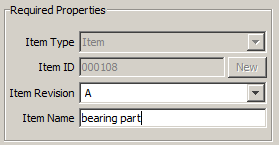 Required Properties
Item Type Item
Item ID 000108 New
Item Revision A
Item Name bearing part